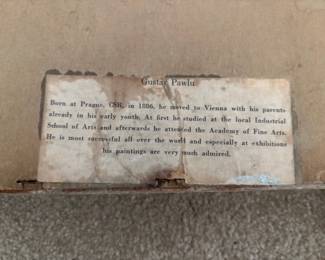 Gustav Pawlu
Born at Prague, CSR, in 1886, he moved to Vienna with his parents
already in his early youth. At first he studied at the local Industrial
School of Arts and afterwards he attended the Academy of Fine Arts.
He is most successful all over the world and especially at exhibitions
his paintings are very much admired.